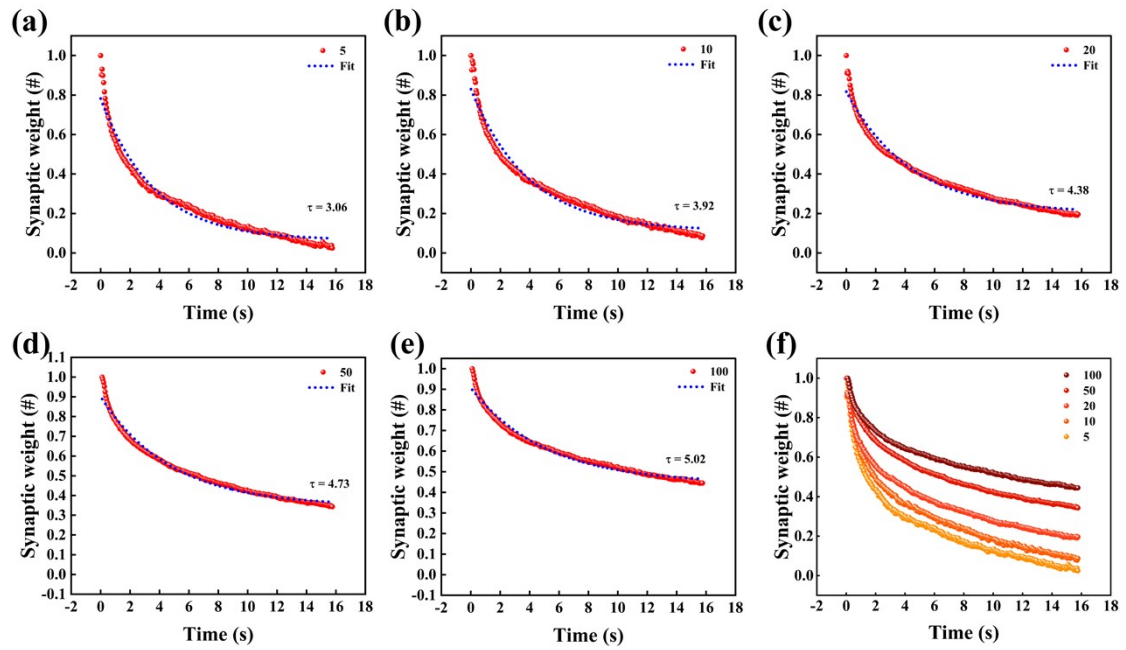 (a)
5
Fit
1.0
0.8
0.6
0.4
0.2
0.0
Synaptic weight (#)
τ = 3.06
-2 0 2 4 6 8 10 12 14 16 18
Time (s)
(b)
10
Fit
1.0
0.8
0.6
0.4
0.2
0.0
Synaptic weight (#)
τ = 3.92
-2 0 2 4 6 8 10 12 14 16 18
Time (s)
(c)
20
Fit
1.0
0.8
0.6
0.4
0.2
0.0
Synaptic weight (#)
τ = 4.38
-2 0 2 4 6 8 10 12 14 16 18
Time (s)
(d)
50
Fit
1.1
1.0
0.9
0.8
0.7
0.6
0.5
0.4
0.3
0.2
0.1
0.0
-0.1
Synaptic weight (#)
τ = 4.73
-2 0 2 4 6 8 10 12 14 16 18
Time (s)
(e)
100
Fit
1.0
0.9
0.8
0.7
0.6
0.5
0.4
0.3
0.2
0.1
0.0
-0.1
Synaptic weight (#)
τ = 5.02
-2 0 2 4 6 8 10 12 14 16 18
Time (s)
(f)
100
50
20
10
5
1.0
0.8
0.6
0.4
0.2
0.0
Synaptic weight (#)
-2 0 2 4 6 8 10 12 14 16 18
Time (s)